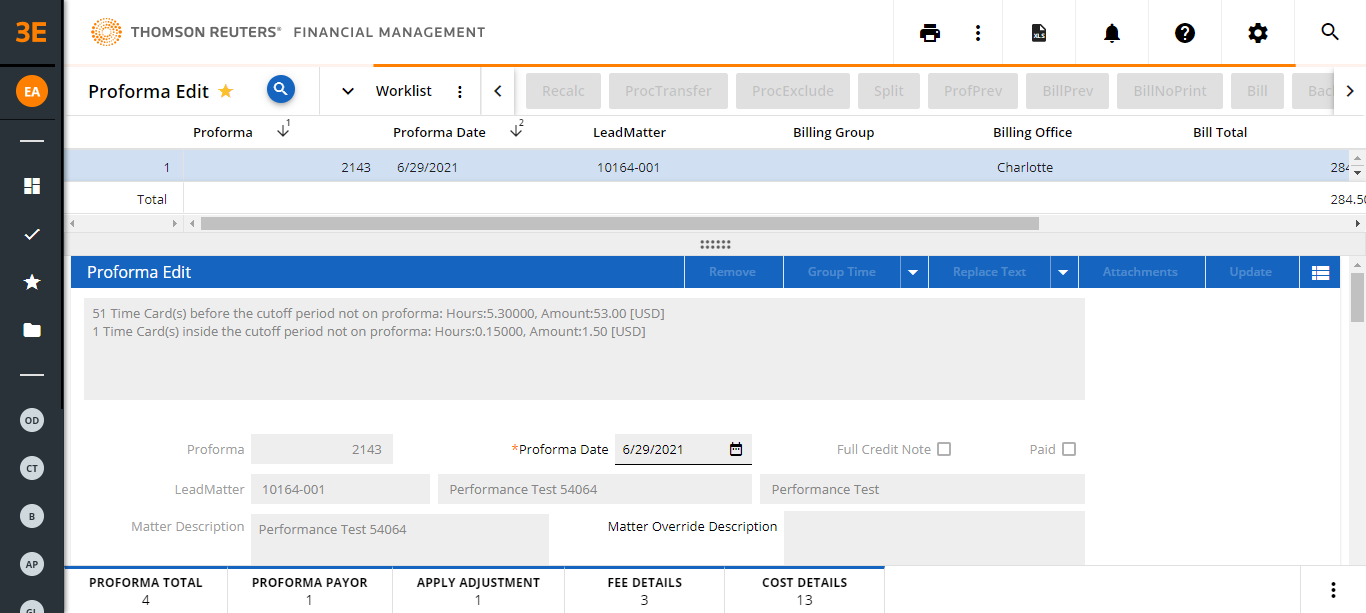 3E
THOMSON REUTERS® FINANCIAL MANAGEMENT
XLS
EA
Proforma Edit
Worklist
Recalc ProcTransfer ProcExclude Split ProfPrev BillPrev BillNoPrint Bill
Proforma 1 Proforma Date 2 LeadMatter Billing Group Billing Office Bill Total
1 2143 6/29/2021 10164-001 Charlotte 284
Total 284.50
Proforma Edit Remove Group Time Replace Text Attachments Update
51 Time Card(s) before the cutoff period not on proforma: Hours:5.30000, Amount:53.00 [USD]
1 Time Card(s) inside the cutoff period not on proforma: Hours:0.15000, Amount:1.50 [USD]
Proforma 2143 *Proforma Date 6/29/2021 Full Credit Note Paid
LeadMatter 10164-001 Performance Test 54064 Performance Test
Matter Description Performance Test 54064 Matter Override Description
OD
CT
B
AP
PROFORMA TOTAL PROFORMA PAYOR APPLY ADJUSTMENT FEE DETAILS COST DETAILS
4 1 1 3 13